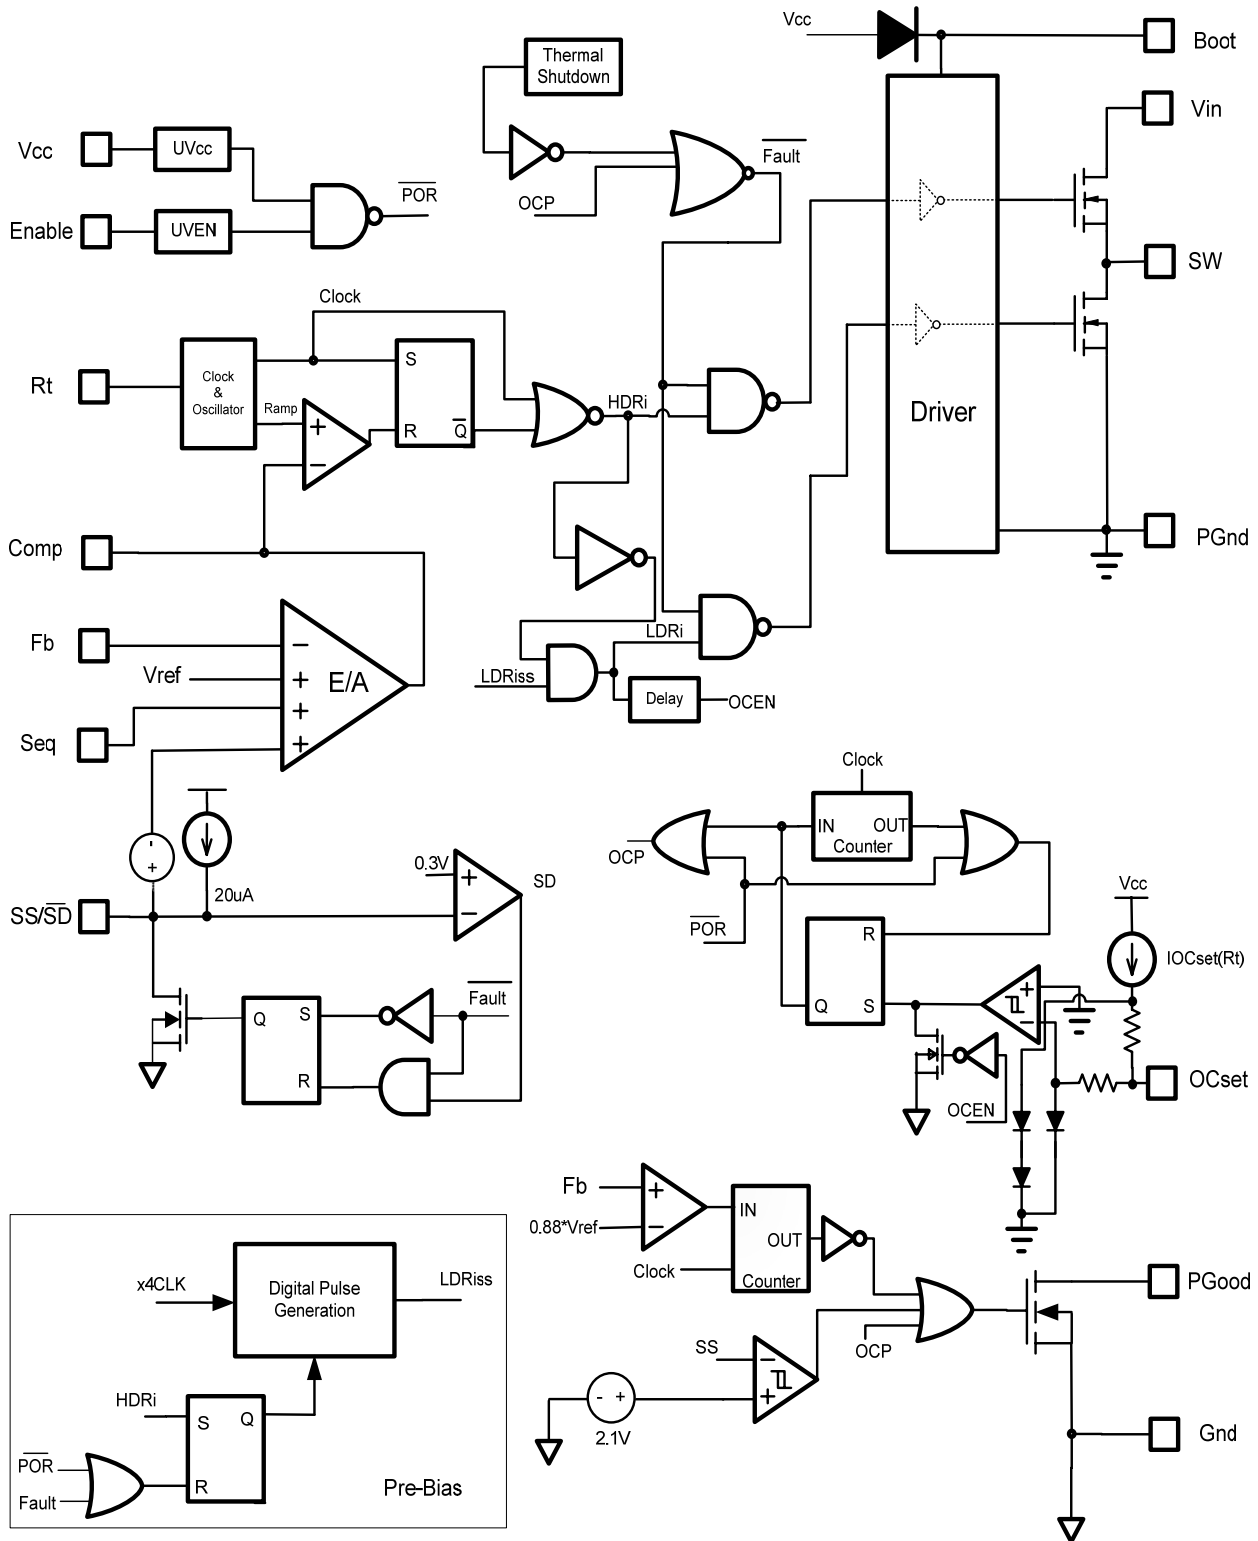 Vcc
Boot
Thermal
Shutdown
Vin
Vcc
UVcc
Fault
POR
OCP
Enable
UVEN
SW
Clock
Rt
Clock
&
Oscillator
Ramp
+
−
S
R
Q
HDRi
Driver
Comp
PGnd
Fb
Vref
Seq
−
+
+
+
E/A
LDRi
LDRiss
Delay
OCEN
Clock
IN
OUT
Counter
OCP
-
+
20uA
0.3V
+
−
SD
SS/SD
POR
Vcc
R
IOCset(Rt)
Q
S
+
−
Fault
Q
S
R
OCset
OCEN
Fb
0.88*Vref
+
−
IN
OUT
Counter
Clock
PGood
x4CLK
Digital Pulse
Generation
LDRiss
SS
−
+
OCP
- +
2.1V
HDRi
S
Q
R
POR
Fault
Pre-Bias
Gnd